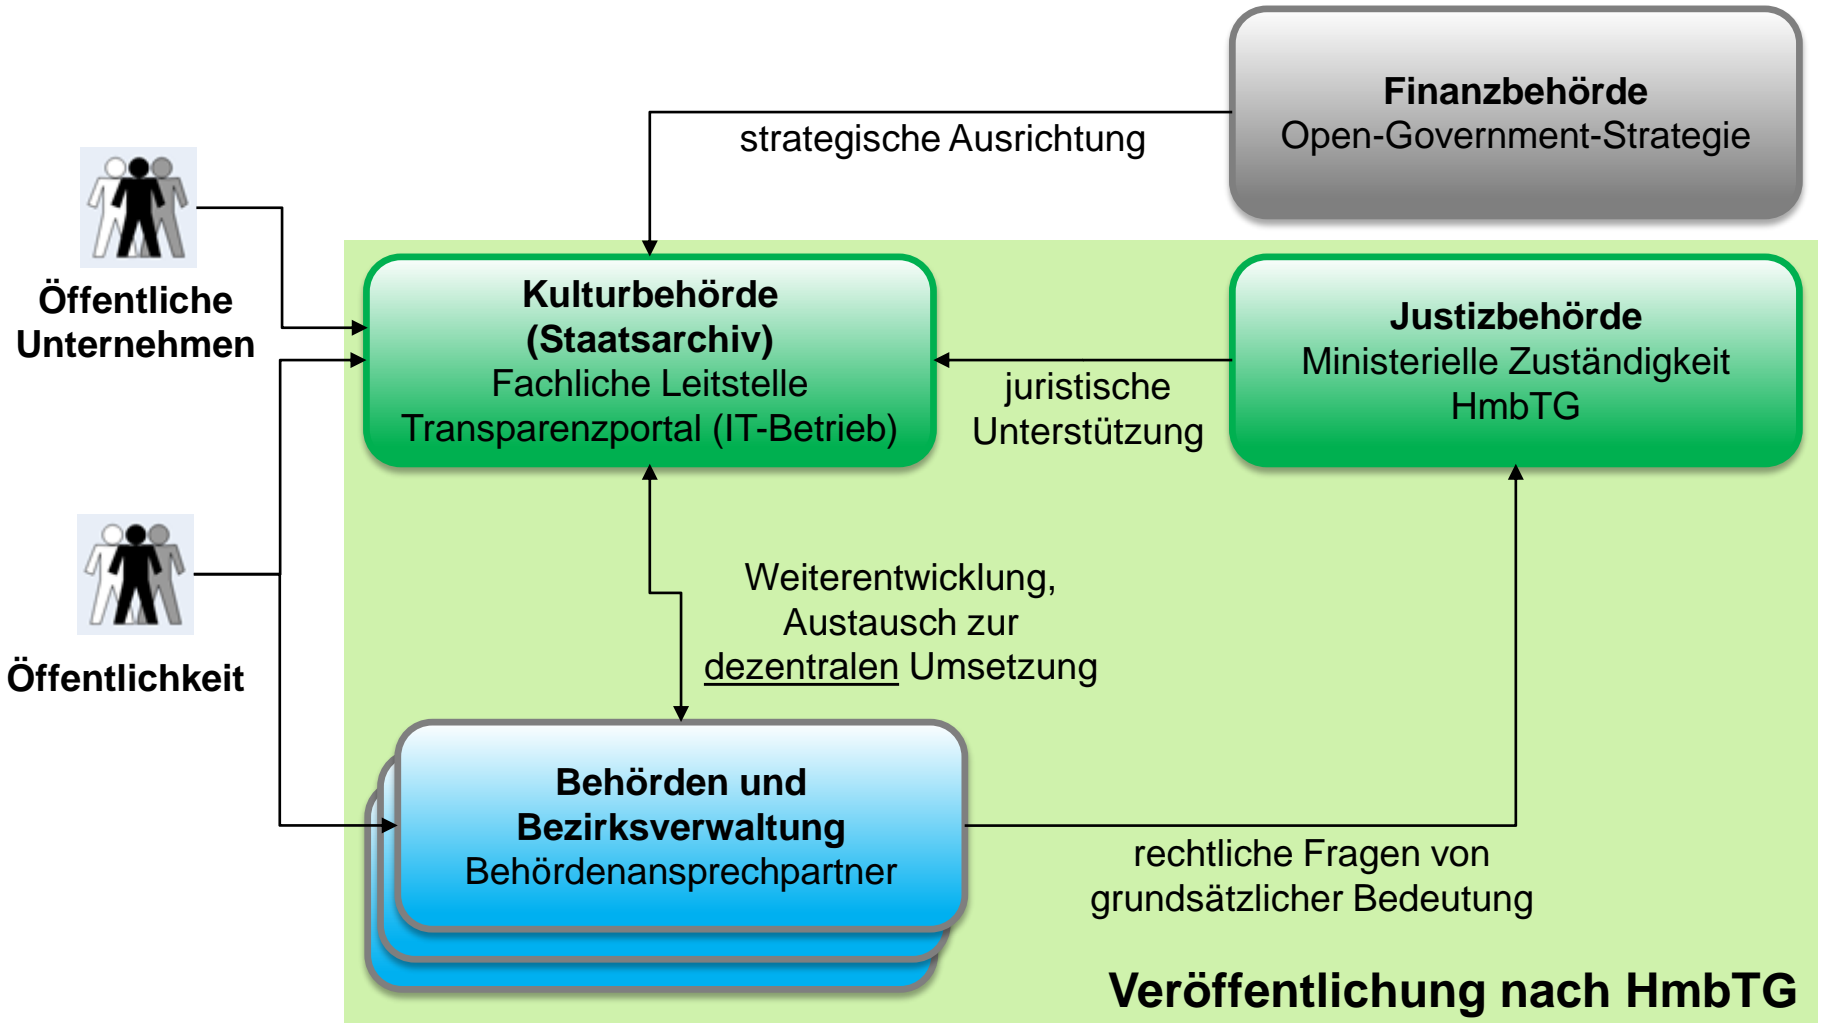 Finanzbehörde
Open-Government-Strategie
strategische Ausrichtung
Öffentliche
Unternehmen
Kulturbehörde
(Staatsarchiv)
Fachliche Leitstelle
Transparenzportal (IT-Betrieb)
juristische
Unterstützung
Justizbehörde
Ministerielle Zuständigkeit
HmbTG
Öffentlichkeit
Weiterentwicklung,
Austausch zur
dezentralen Umsetzung
Behörden und
Bezirksverwaltung
Behördenansprechpartner
rechtliche Fragen von
grundsätzlicher Bedeutung
Veröffentlichung nach HmbTG